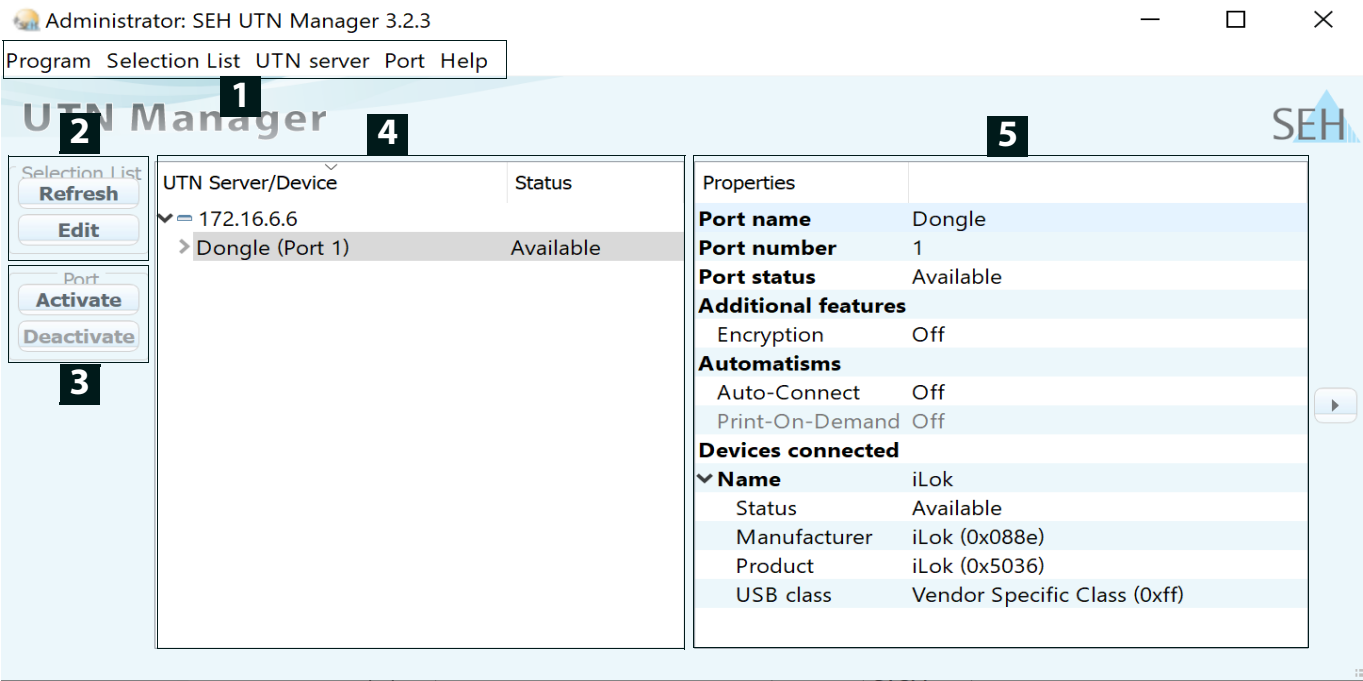 Administrator: SEH UTN Manager 3.2.3
Program Selection List UTN server Port Help
1
UTN Manager
SEH
2
4
5
Selection List
Refresh
Edit
Port
Activate
Deactivate
3
UTN Server/Device Status
172.16.6.6
Dongle (Port 1) Available
Properties
Port name Dongle
Port number 1
Port status Available
Additional features
Encryption Off
Automatisms
Auto-Connect Off
Print-On-Demand Off
Devices connected
Name iLok
Status Available
Manufacturer iLok (0x088e)
Product iLok (0x5036)
USB class Vendor Specific Class (0xff)